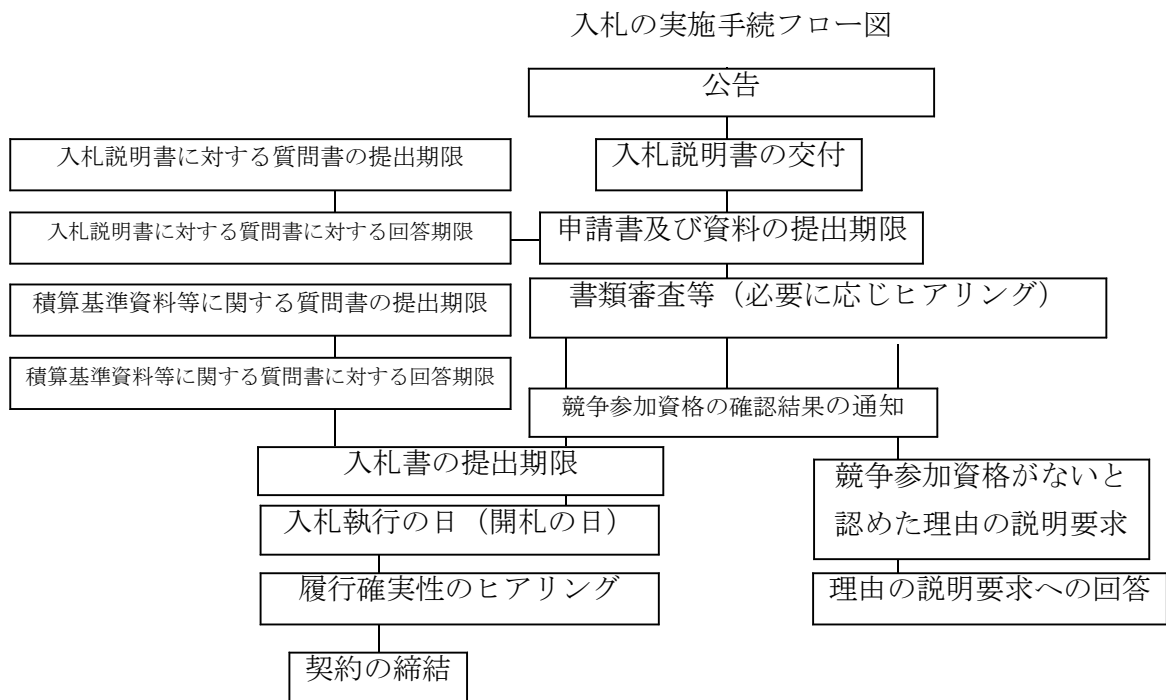 入札の実施手続フロー図
公告
入札説明書に対する質問書の提出期限
入札説明書の交付
入札説明書に対する質問書に対する回答期限
申請書及び資料の提出期限
積算基準資料等に関する質問書の提出期限
書類審査等（必要に応じヒアリング）
積算基準資料等に関する質問書に対する回答期限
競争参加資格の確認結果の通知
入札書の提出期限
競争参加資格がないと
認めた理由の説明要求
入札執行の日（開札の日）
履行確実性のヒアリング
理由の説明要求への回答
契約の締結